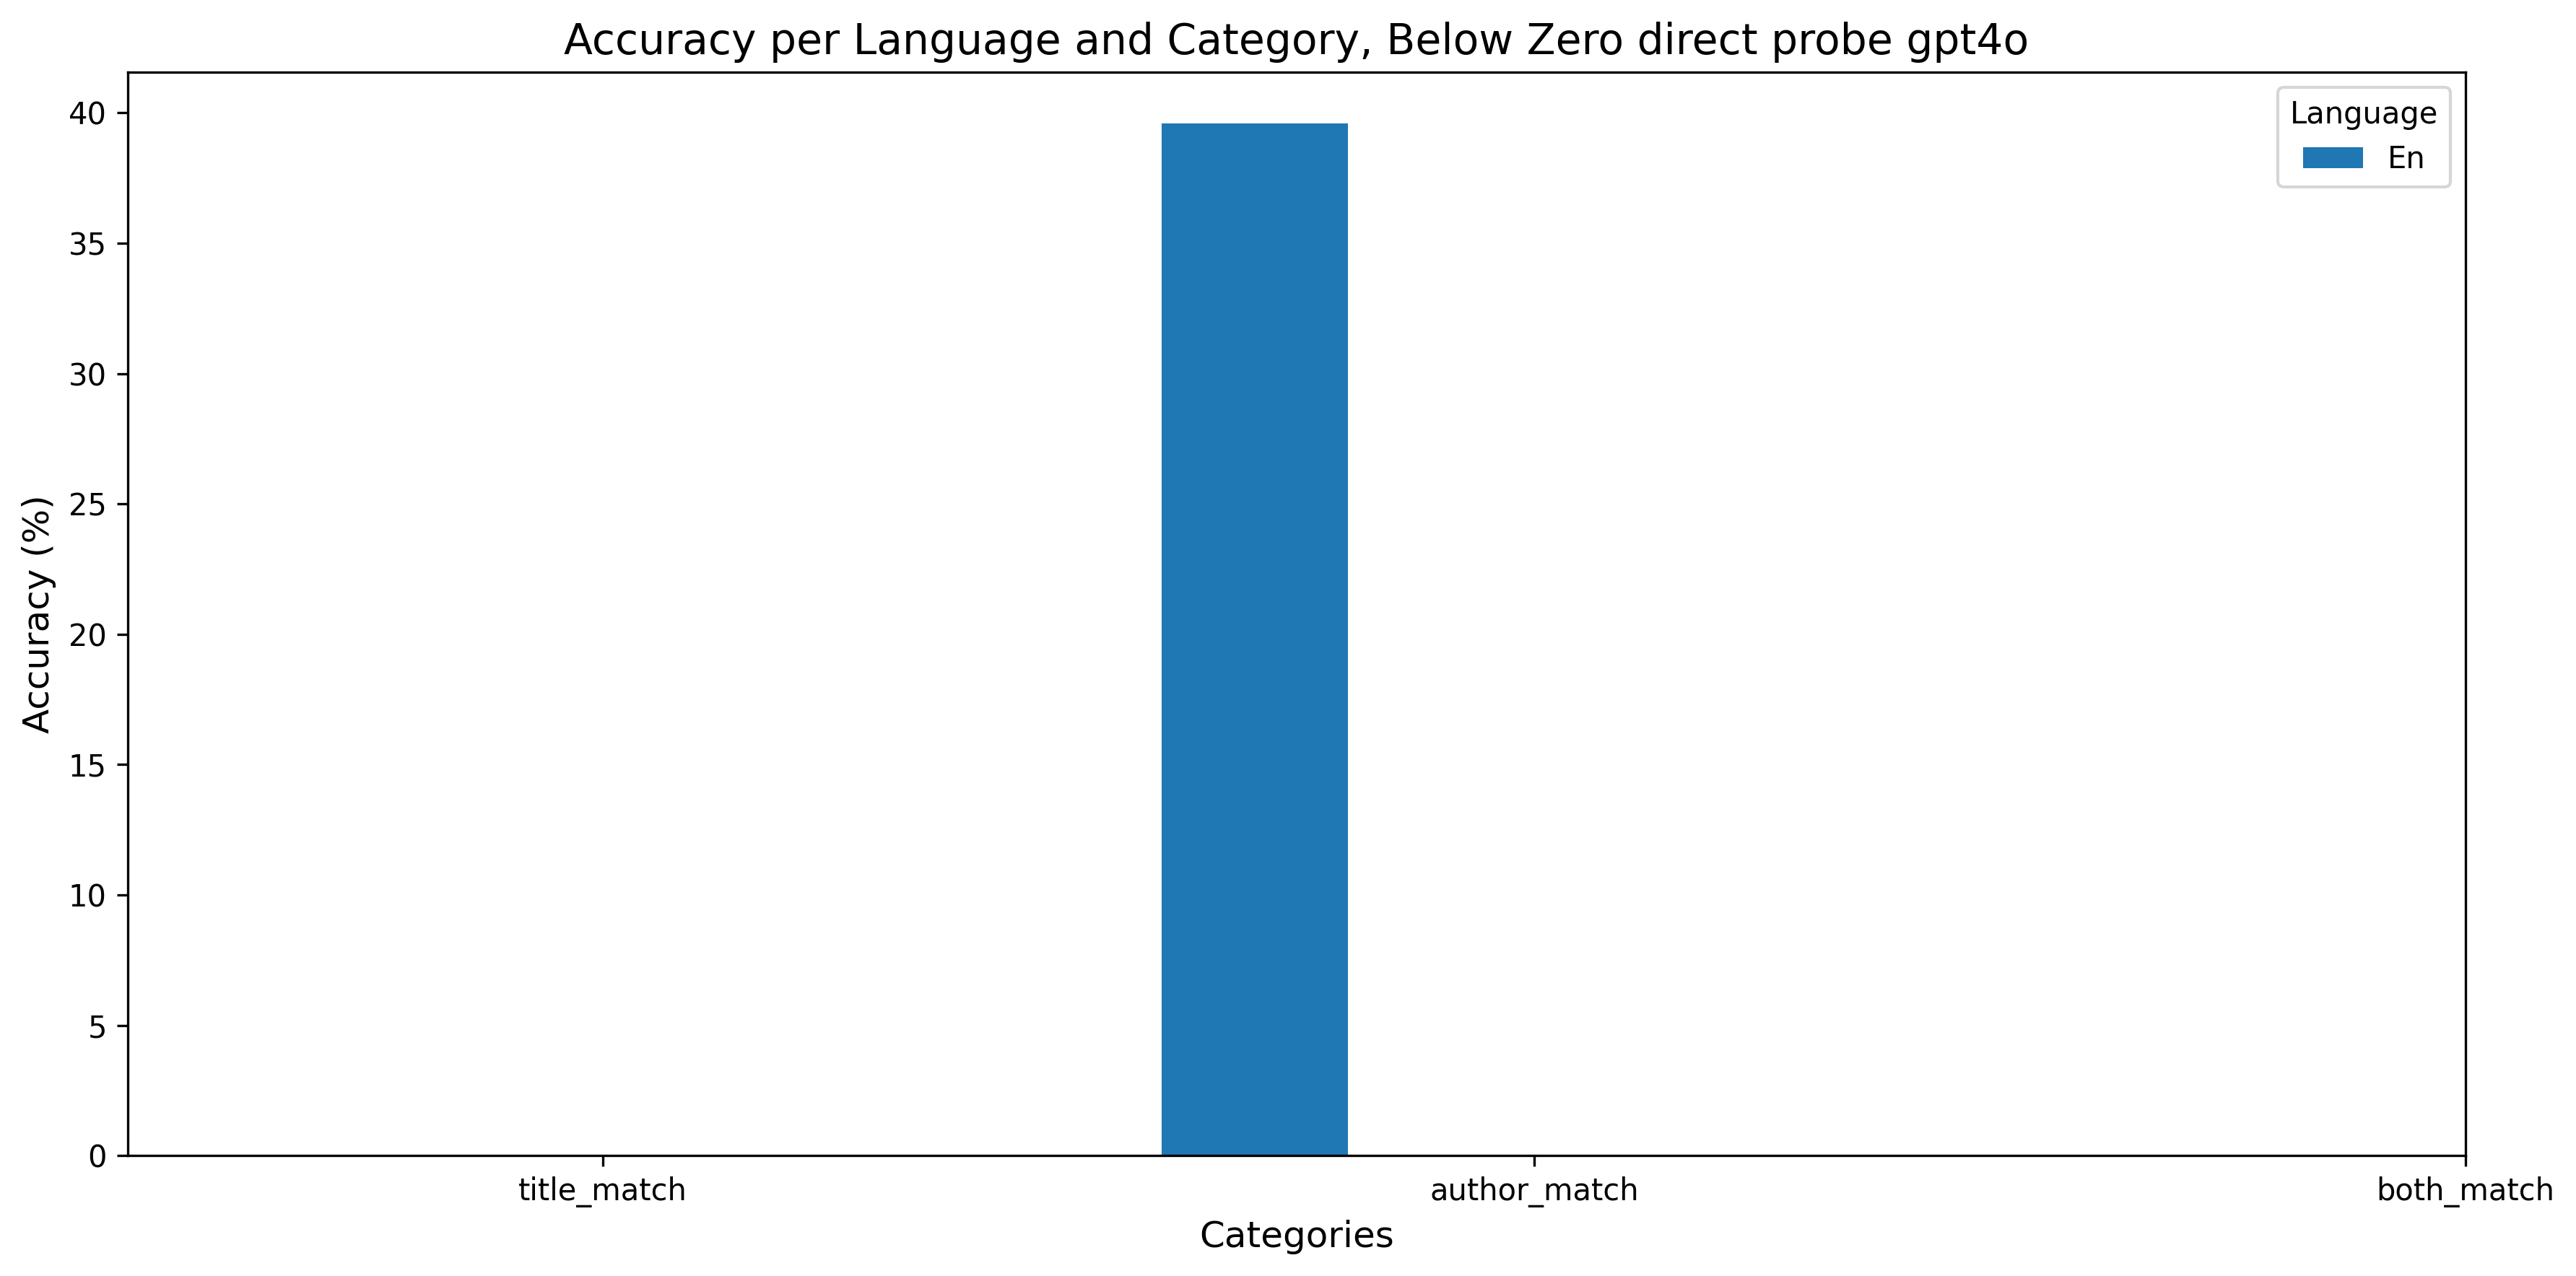 Accuracy per Language and Category, Below Zero direct probe gpt4o
Language
En
Accuracy (%)
40
35
30
25
20
15
10
5
0
title_match author_match both_match
Categories